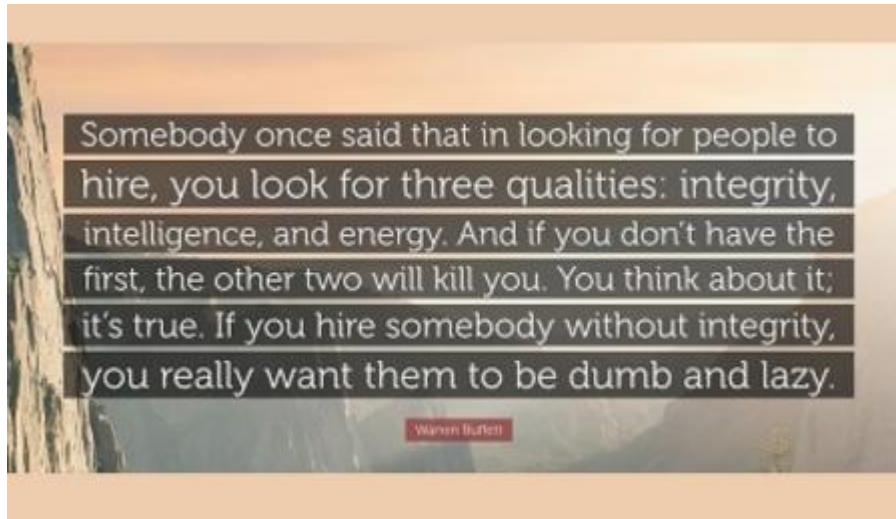 Somebody once said that in looking for people to
hire, you look for three qualities: integrity,
intelligence, and energy. And if you don't have the
first, the other two will kill you. You think about it;
it's true. If you hire somebody without integrity,
you really want them to be dumb and lazy.
Warren Buffett